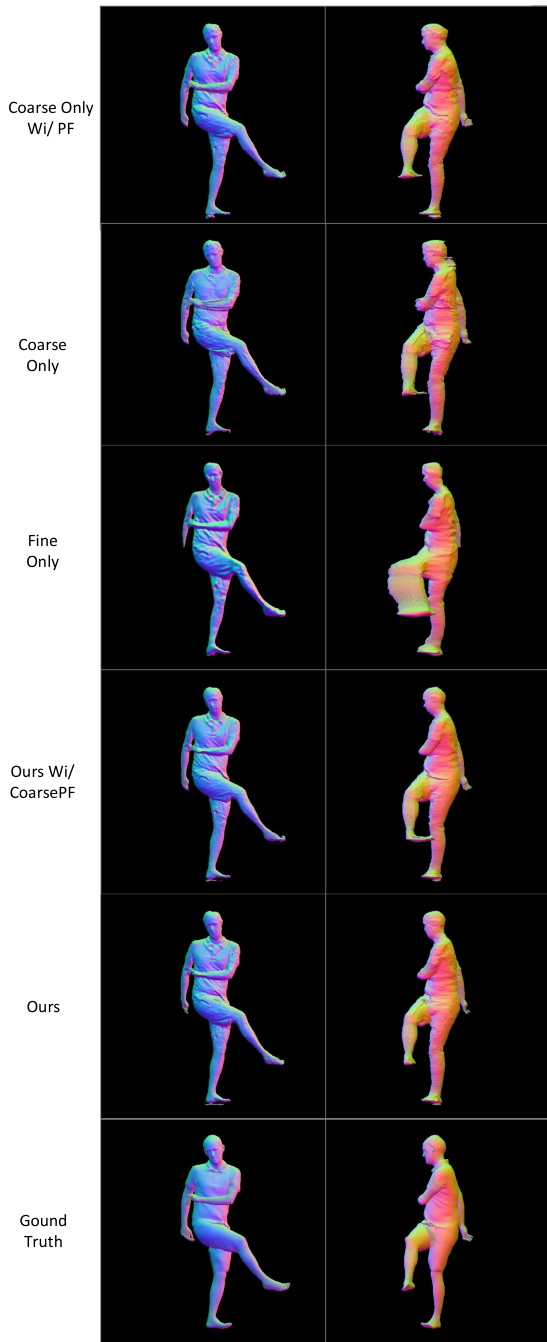 Coarse Only
Wi/ PF
Coarse
Only
Fine
Only
Ours Wi/
CoarsePF
Ours
Gound
Truth